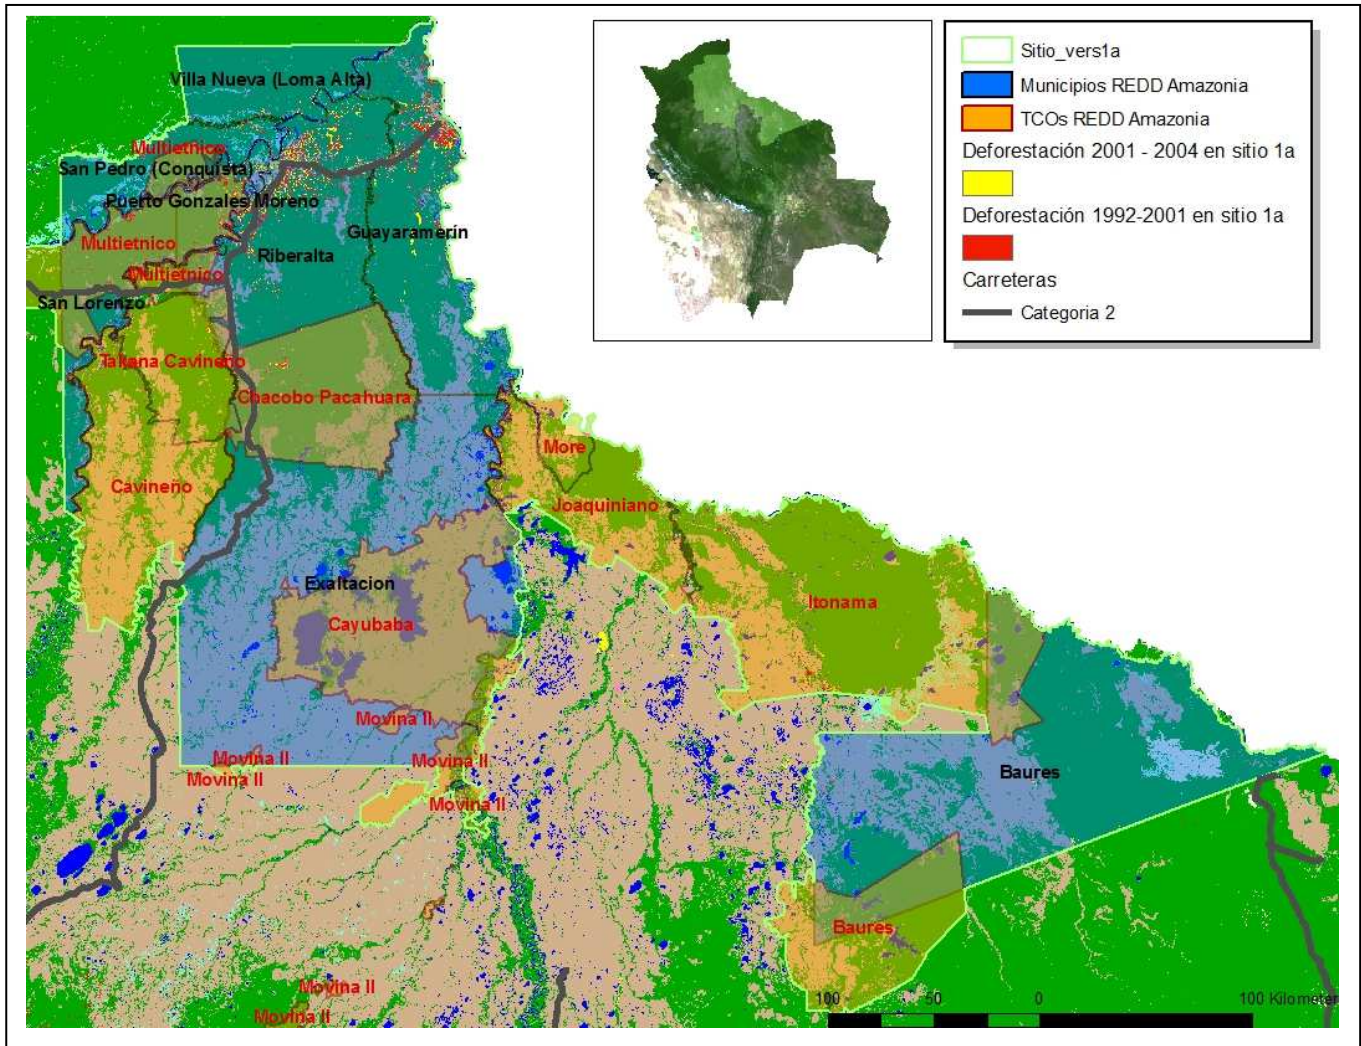 Sitio_vers1a
Municipios REDD Amazonia
TCOs REDD Amazonia
Deforestación 2001 - 2004 en sitio 1a
Deforestación 1992-2001 en sitio 1a
Carreteras
Categoria 2
Villa Nueva (Loma Alta)
Multietnico
San Pedro (Conquista)
Puerto Gonzales Moreno
Guayaramerín
Multietnico
Riberalta
Multietnico
San Lorenzo
Takana Cavineño
Chacobo Pacahuara
More
Cavineño
Joaquiniano
Exaltacion
Itonama
Cayubaba
Movina II
Movina II
Movina II
Movina II
Baures
Movina II
Baures
Movina II
Movina II
100 50 0 100 Kilometer